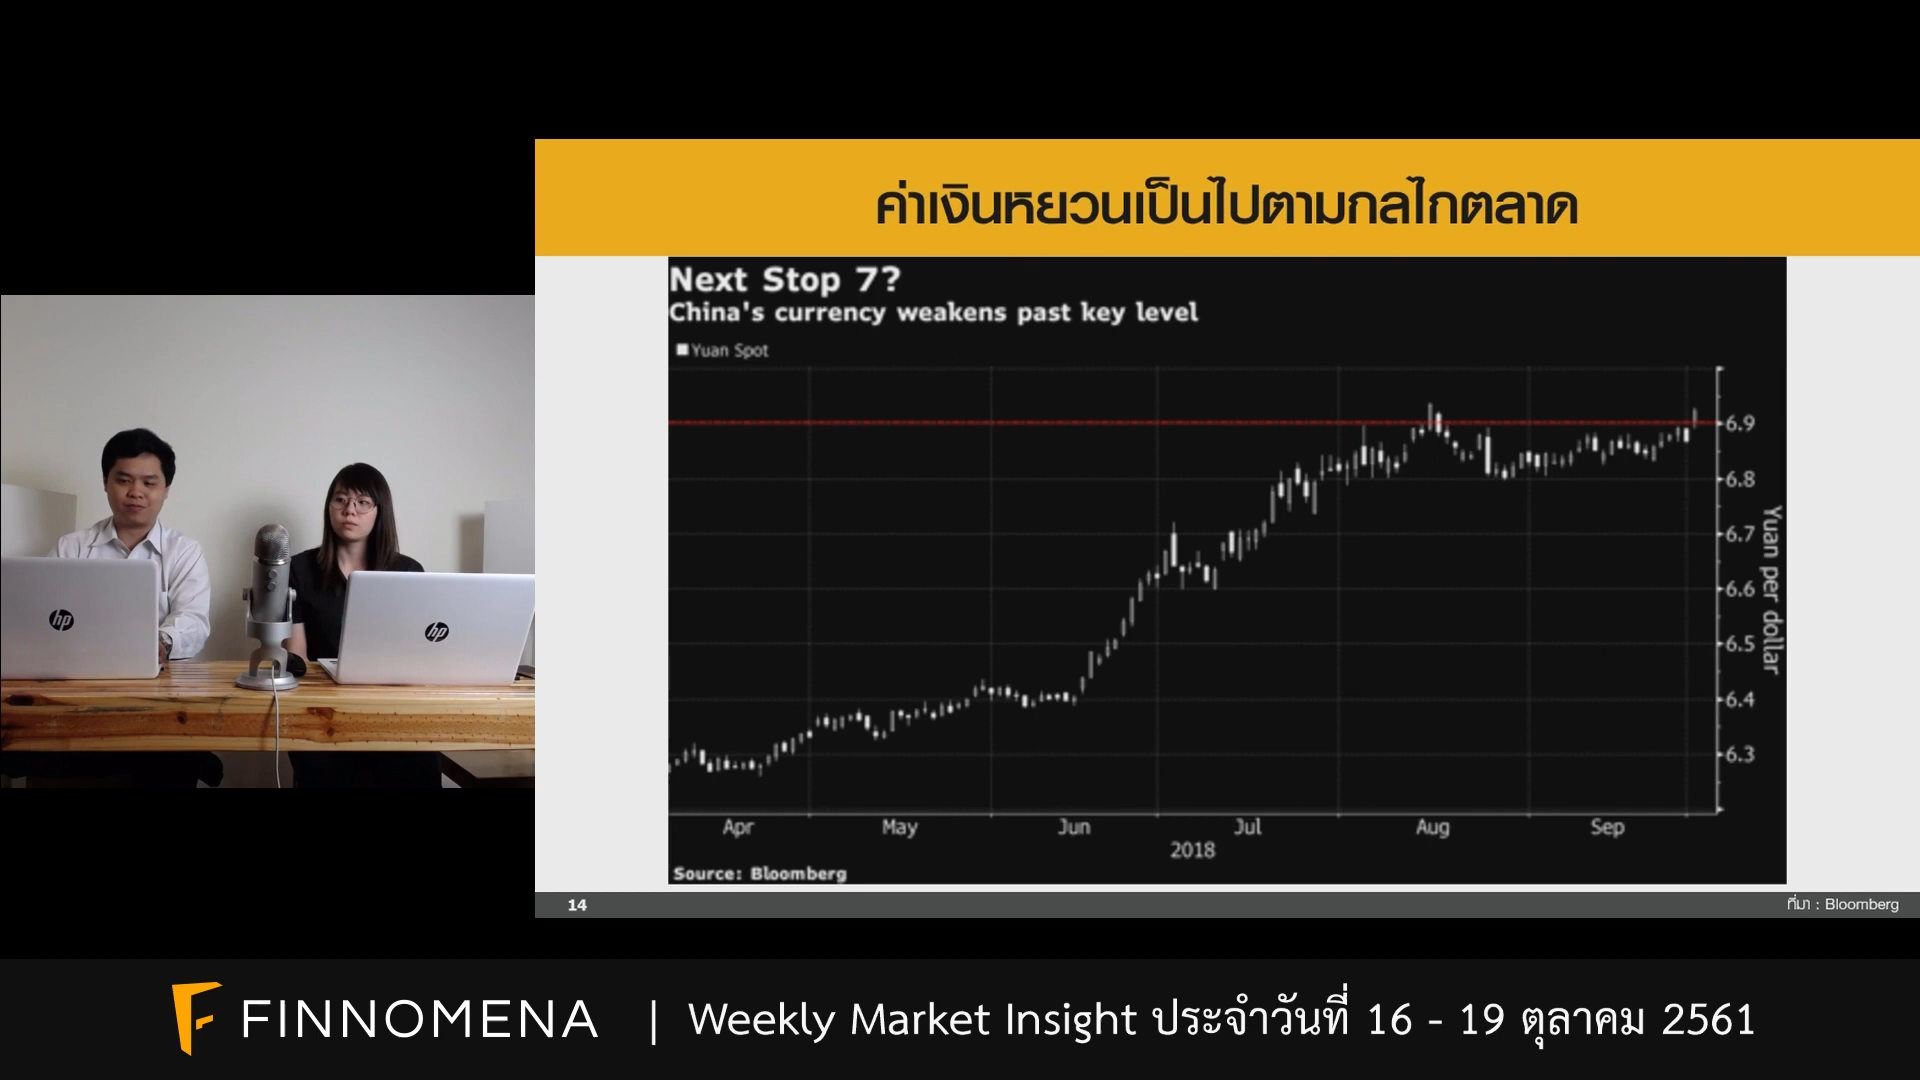 ค่าเงินหยวนเป็นไปตามกลไกตลาด
Next Stop 7?
China's currency weakens past key level
Yuan Spot
6.9
6.8
6.7
6.6
6.5
6.4
6.3
Yuan per dollar
Apr May Jun Jul Aug Sep
2018
Source: Bloomberg
14 ที่มา : Bloomberg
hp hp
FINNOMENA | Weekly Market Insight ประจำวันที่ 16 - 19 ตุลาคม 2561